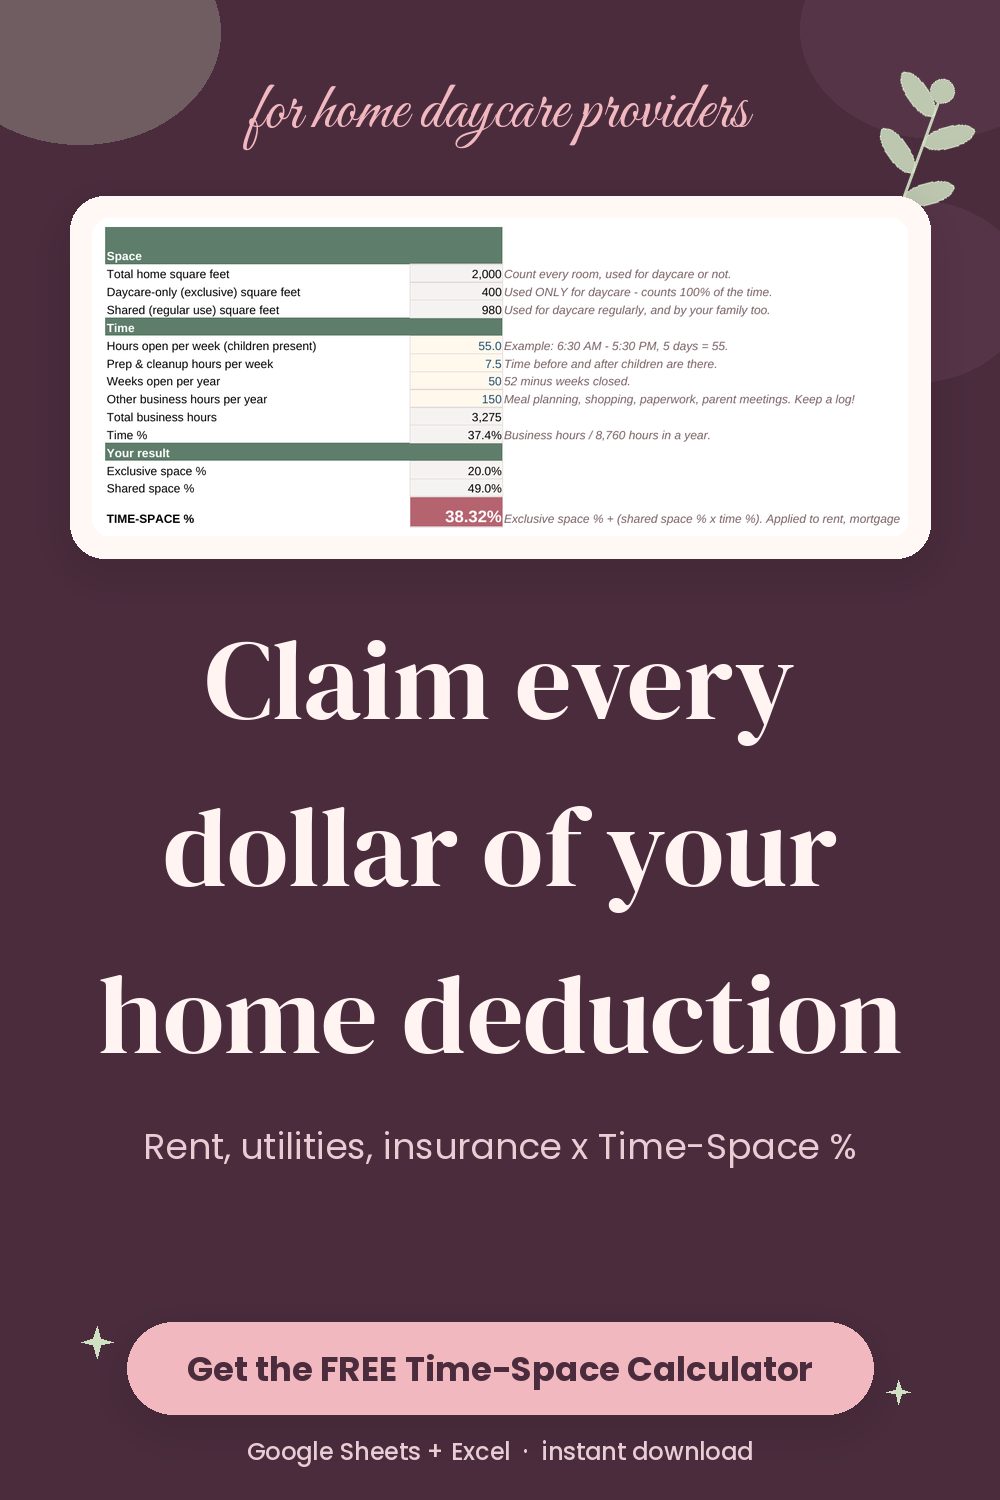 for home daycare providers
Space
Total home square feet 2,000 Count every room, used for daycare or not.
Daycare-only (exclusive) square feet 400 Used ONLY for daycare - counts 100% of the time.
Shared (regular use) square feet 980 Used for daycare regularly, and by your family too.
Time
Hours open per week (children present) 55.0 Example: 6:30 AM - 5:30 PM, 5 days = 55.
Prep & cleanup hours per week 7.5 Time before and after children are there.
Weeks open per year 50 52 minus weeks closed.
Other business hours per year 150 Meal planning, shopping, paperwork, parent meetings. Keep a log!
Total business hours 3,275
Time % 37.4% Business hours / 8,760 hours in a year.
Your result
Exclusive space % 20.0%
Shared space % 49.0%
TIME-SPACE % 38.32% Exclusive space % + (shared space % x time %). Applied to rent, mortgage
Claim every
dollar of your
home deduction
Rent, utilities, insurance x Time-Space %
Get the FREE Time-Space Calculator
Google Sheets + Excel · instant download